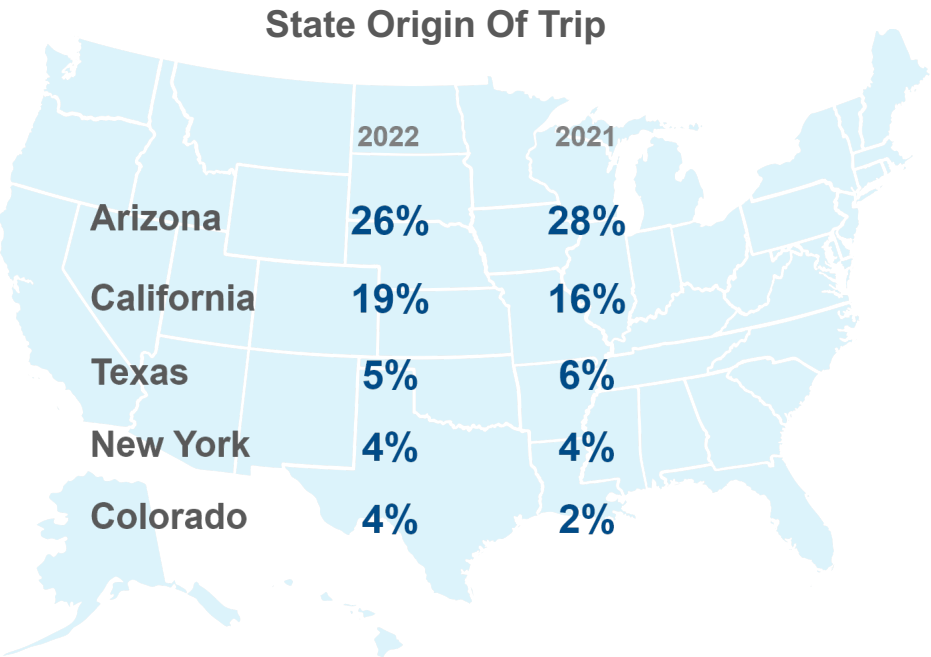 State Origin Of Trip
2022 2021
Arizona 26% 28%
California 19% 16%
Texas 5% 6%
New York 4% 4%
Colorado 4% 2%